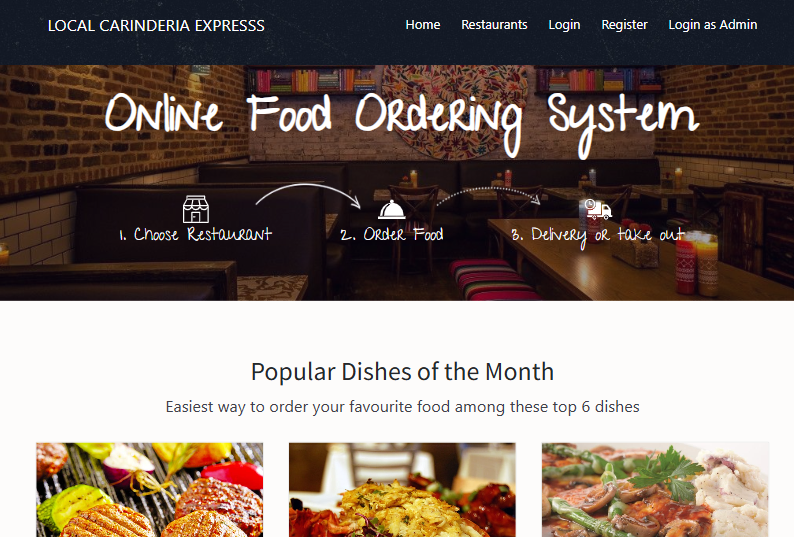 LOCAL CARINDERIA EXPRESSS
Home Restaurants Login Register Login as Admin
Online Food Ordering System
1. Choose Restaurant 2. Order Food 3. Delivery or take out
Popular Dishes of the Month
Easiest way to order your favourite food among these top 6 dishes